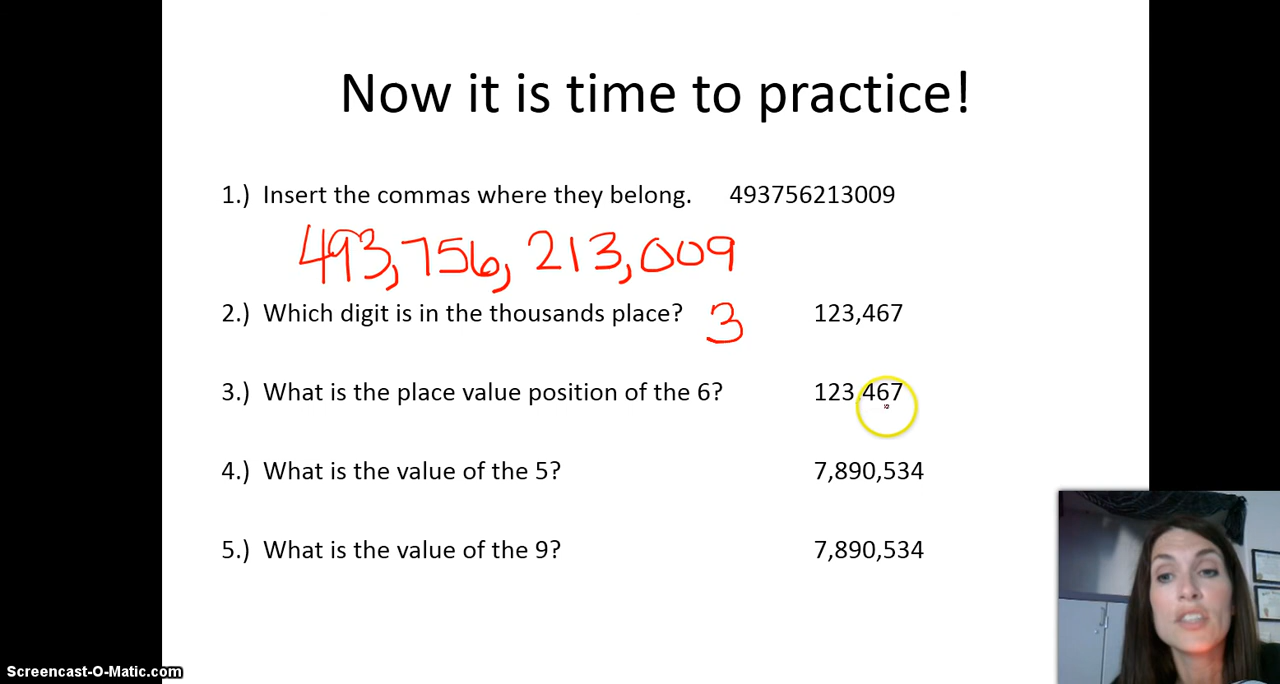 Now it is time to practice!
1.) Insert the commas where they belong. 493756213009
493,756,213,009
2.) Which digit is in the thousands place? 3 123,467
3.) What is the place value position of the 6? 123,467
4.) What is the value of the 5? 7,890,534
5.) What is the value of the 9? 7,890,534
Screencast-O-Matic.com